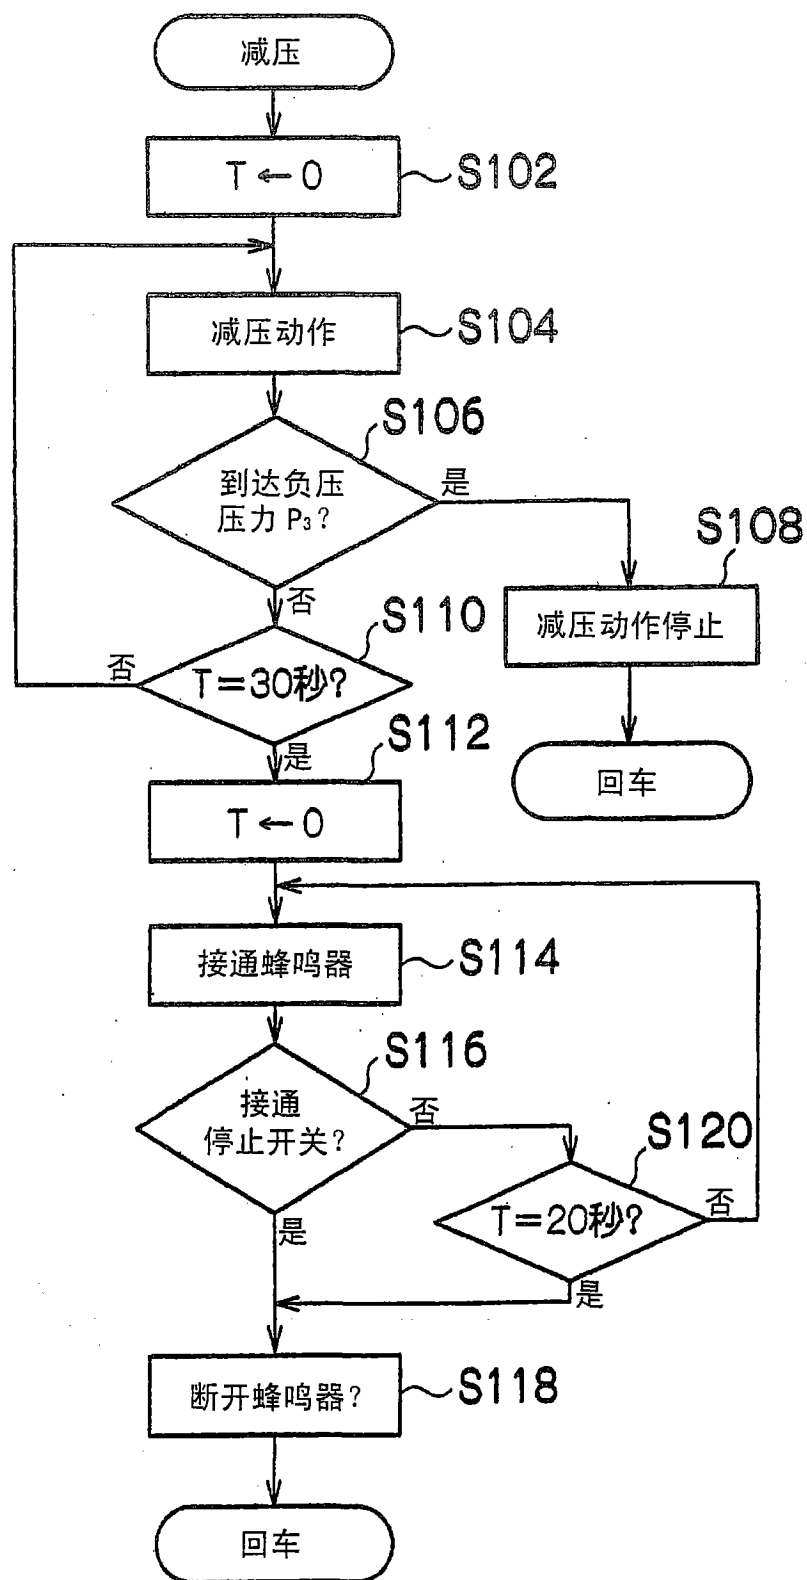 减压
T←0
S102
减压动作
S104
S106
到达负压
压力 P₃?
是
S108
减压动作停止
否
S110
否
T=30秒?
回车
是
S112
T←0
接通蜂鸣器
S114
S116
接通
停止开关?
否
S120
T=20秒?
否
是
是
断开蜂鸣器?
S118
回车